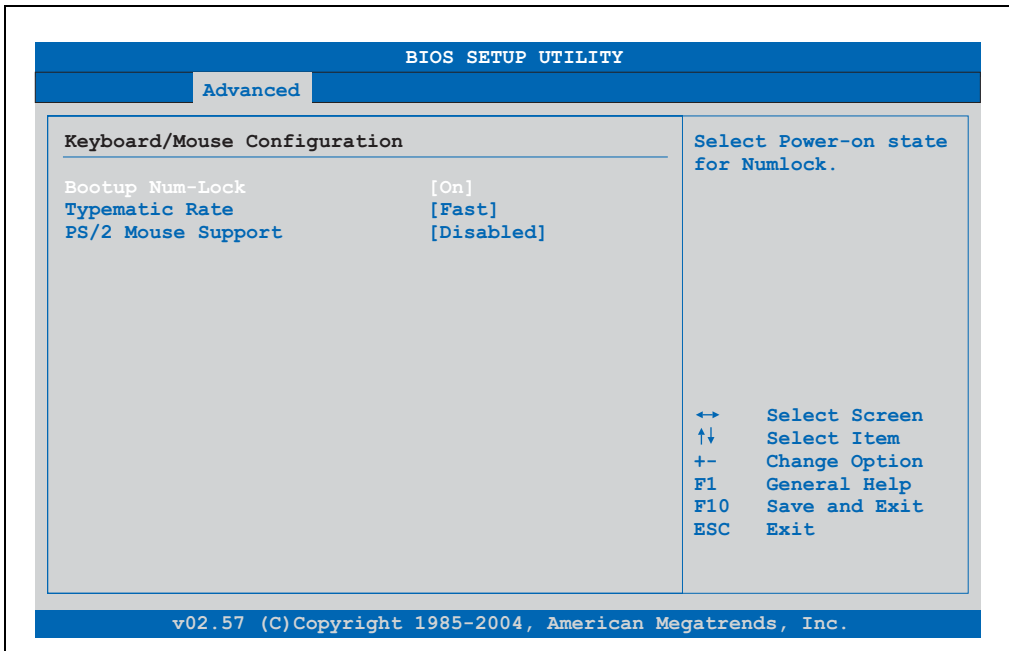 BIOS SETUP UTILITY
Advanced
Keyboard/Mouse Configuration
Bootup Num-Lock [On]
Typematic Rate [Fast]
PS/2 Mouse Support [Disabled]
Select Power-on state
for Numlock.
↔ Select Screen
↑↓ Select Item
+- Change Option
F1 General Help
F10 Save and Exit
ESC Exit
v02.57 (C)Copyright 1985-2004, American Megatrends, Inc.